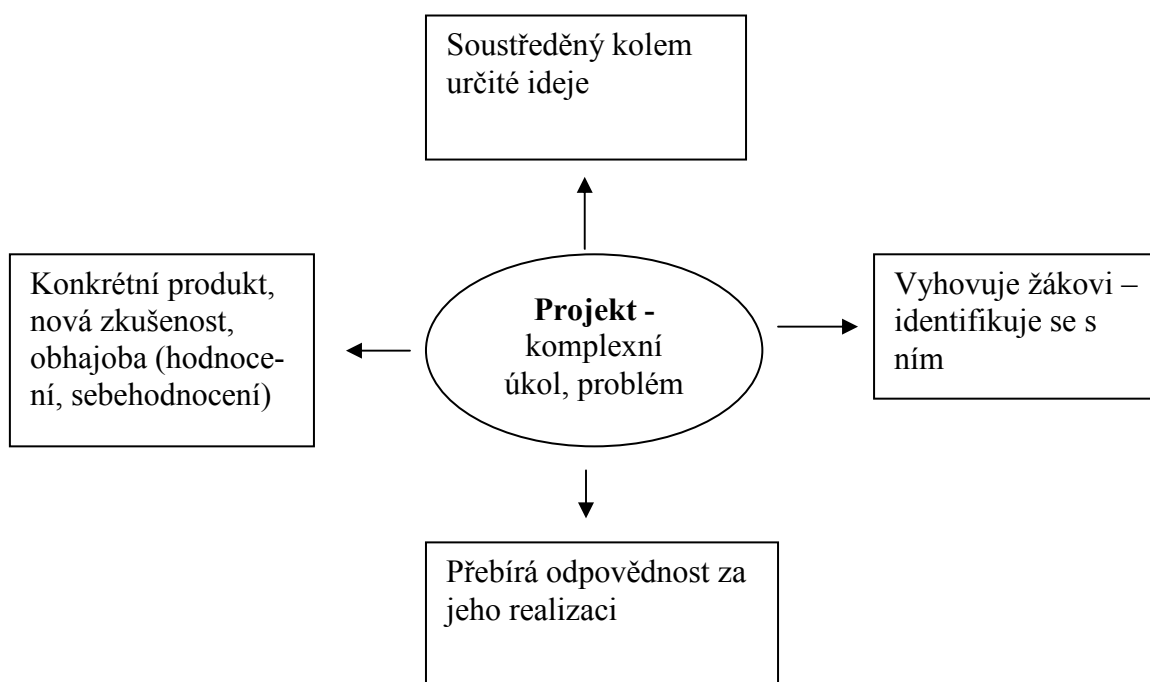 Soustředěný kolem
určité ideje
Konkrétní produkt,
nová zkušenost,
obhajoba (hodnoce-
ní, sebehodnocení)
Projekt -
komplexní
úkol, problém
Vyhovuje žákovi –
identifikuje se s
ním
Přebírá odpovědnost za
jeho realizaci